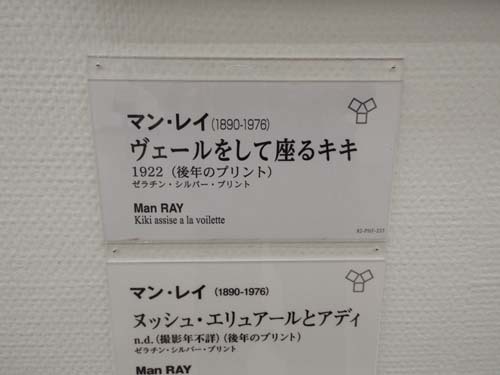 マン・レイ(1890-1976)
ヴェールをして座るキキ
1922（後年のプリント）
ゼラチン・シルバー・プリント
Man RAY
Kiki assise a la voilette
マン・レイ（1890-1976）
ヌッシュ・エリュアールとアディ
n.d.（撮影年不詳）（後年のプリント）
ゼラチン・シルバー・プリント
Man RAY